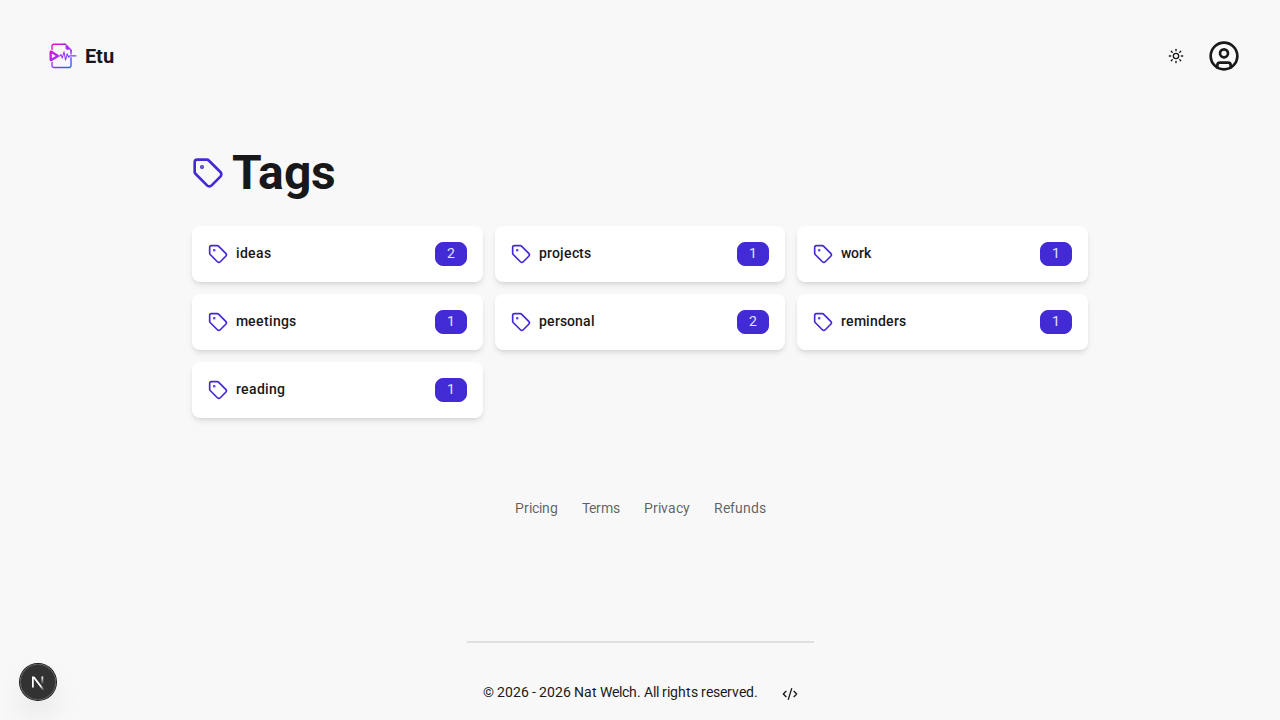 Etu
Tags
ideas 2
projects 1
work 1
meetings 1
personal 2
reminders 1
reading 1
Pricing Terms Privacy Refunds
© 2026 - 2026 Nat Welch. All rights reserved.
N